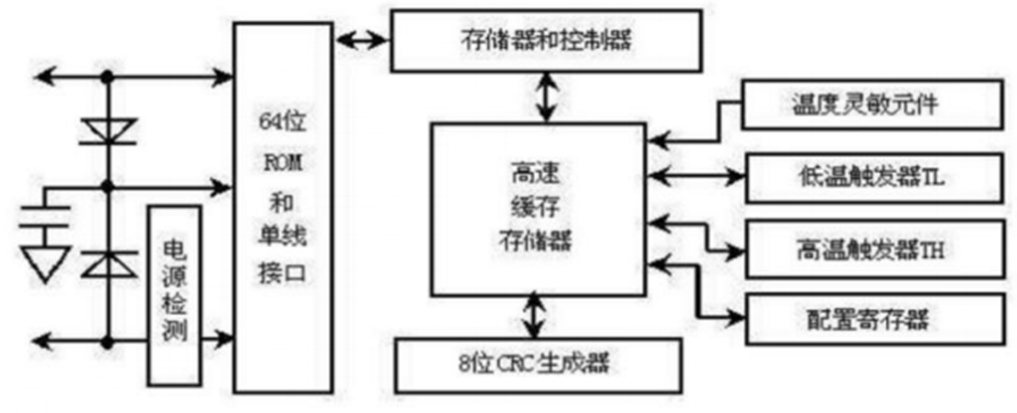 存储器和控制器
64位
ROM
和
单线
接口
电
源
检
测
高速
缓存
存储器
温度灵敏元件
低温触发器TL
高温触发器TH
配置寄存器
8位CRC生成器